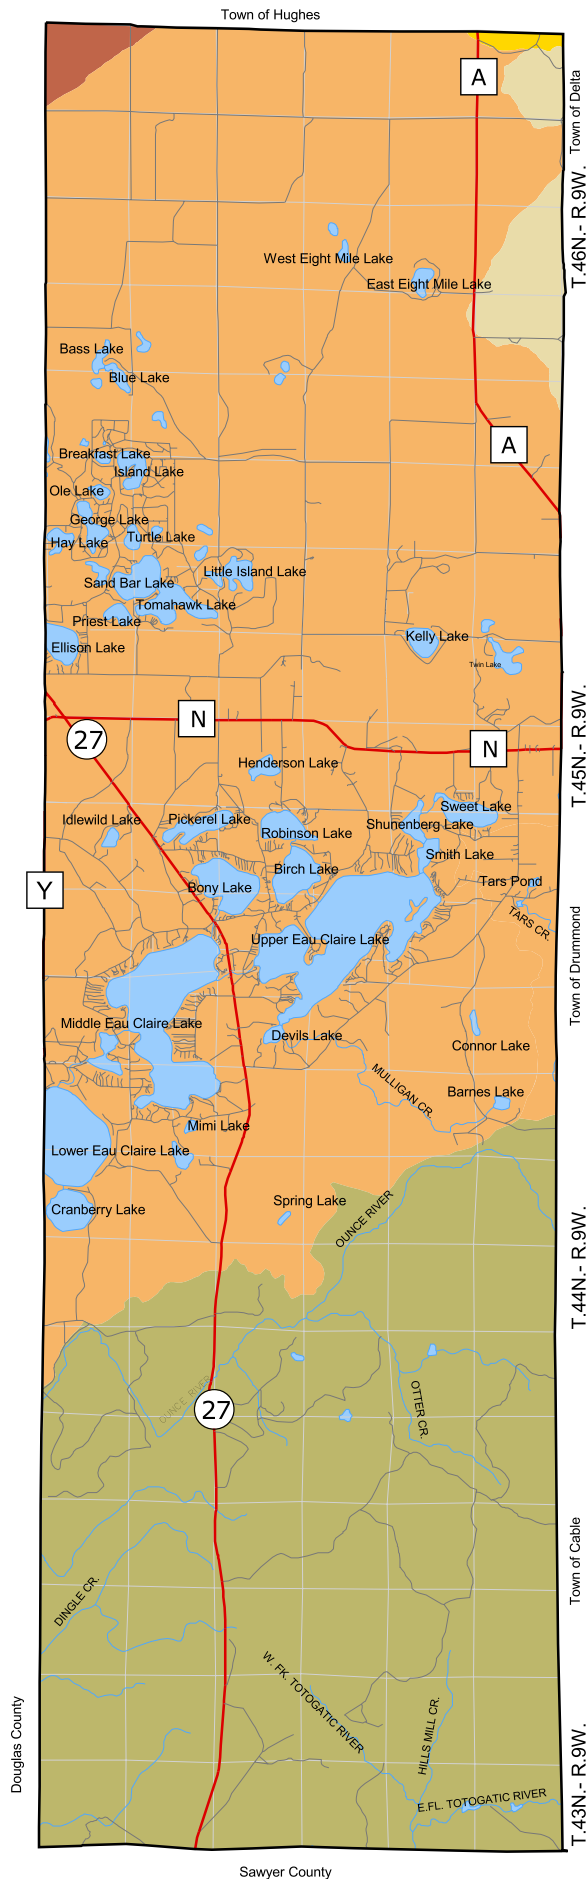 Town of Hughes
A
Town of Delta
T.46N.- R.9W.
West Eight Mile Lake
East Eight Mile Lake
Bass Lake
Blue Lake
A
Breakfast Lake
Island Lake
Ole Lake
George Lake
Turtle Lake
Hay Lake
Little Island Lake
Sand Bar Lake
Tomahawk Lake
Priest Lake
Kelly Lake
Ellison Lake
Twin Lake
T.45N.- R.9W.
N
27
N
Henderson Lake
Sweet Lake
Idlewild Lake
Pickerel Lake
Shunenberg Lake
Robinson Lake
Smith Lake
Birch Lake
Tars Pond
Bony Lake
Y
TARS CR.
Town of Drummond
Upper Eau Claire Lake
Middle Eau Claire Lake
Devils Lake
Connor Lake
MULLIGAN CR.
Barnes Lake
Mimi Lake
Lower Eau Claire Lake
Spring Lake
Cranberry Lake
OUNCE RIVER
T.44N.- R.9W.
OUNCE RIVER
27
OTTER CR.
Town of Cable
DINGLE CR.
W. FK. TOTOGATIC RIVER
HILLS MILL CR.
Douglas County
T.43N.- R.9W.
E.FL. TOTOGATIC RIVER
Sawyer County